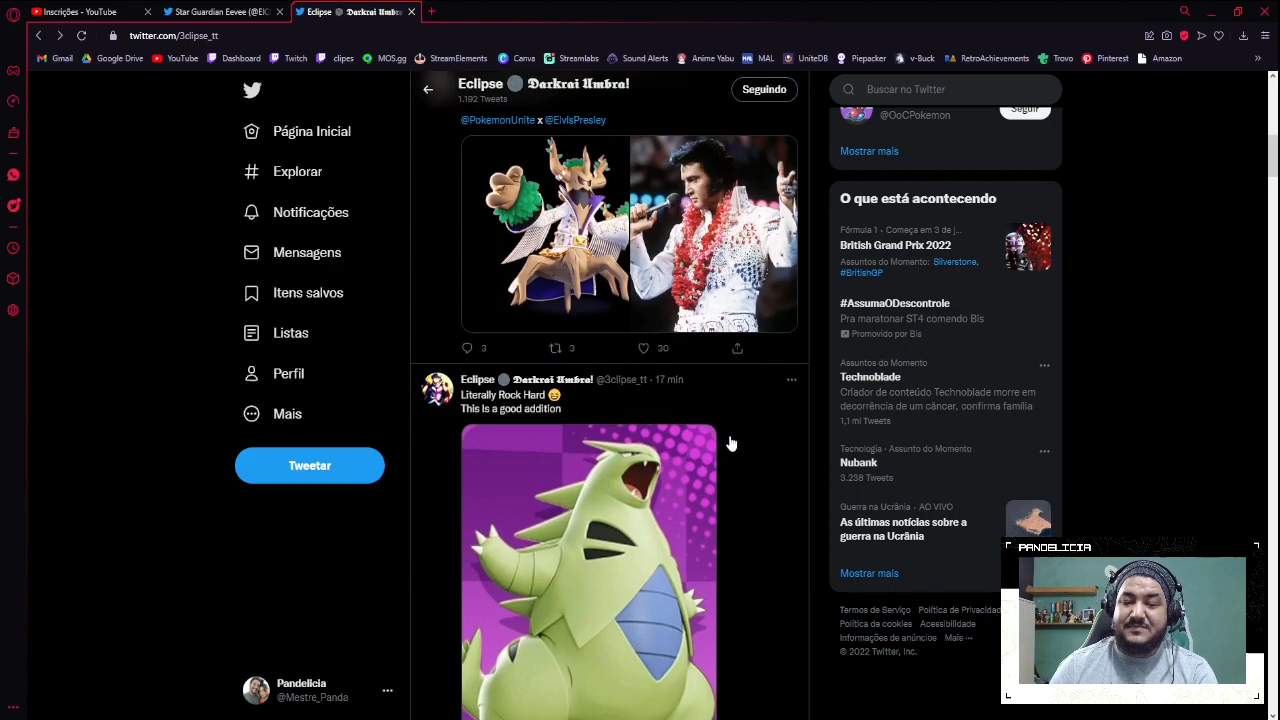 Inscrições - YouTube
Star Guardian Eevee (@ElC
Eclipse 𝕯𝖆𝖗𝖐𝖗𝖆𝖎 𝖀𝖒𝖇𝖗𝖆
twitter.com/3clipse_tt
Gmail
Google Drive
YouTube
Dashboard
Twitch
clipes
MOS.gg
StreamElements
Canva
Streamlabs
Sound Alerts
Anime Yabu
MAL
UniteDB
Piepacker
v-Buck
RetroAchievements
Trovo
Pinterest
Amazon
Página Inicial
Explorar
Notificações
Mensagens
Itens salvos
Listas
Perfil
Mais
Tweetar
Pandelicia
@Mestre_Panda
Eclipse 𝕯𝖆𝖗𝖐𝖗𝖆𝖎 𝖀𝖒𝖇𝖗𝖆!
1.192 Tweets
Seguindo
@PokemonUnite x @ElvisPresley
3
3
30
Eclipse 𝕯𝖆𝖗𝖐𝖗𝖆𝖎 𝖀𝖒𝖇𝖗𝖆! @3clipse_tt · 17 min
Literally Rock Hard 😆
This is a good addition
Buscar no Twitter
@OoCPokemon
Seguir
Mostrar mais
O que está acontecendo
Fórmula 1 · Começa em 3 de j...
British Grand Prix 2022
Assuntos do Momento: Silverstone,
#BritishGP
#AssumaODescontrole
Pra maratonar ST4 comendo Bis
Promovido por Bis
Assuntos do Momento
Technoblade
Criador de conteúdo Technoblade morre em
decorrência de um câncer, confirma família
1,1 mi Tweets
Tecnologia · Assunto do Momento
Nubank
3.238 Tweets
Guerra na Ucrânia · AO VIVO
As últimas notícias sobre a
guerra na Ucrânia
Mostrar mais
Termos de Serviço Política de Privacidad
Política de cookies Acessibilidade
Informações de anúncios Mais ···
© 2022 Twitter, Inc.
PANDELICIA